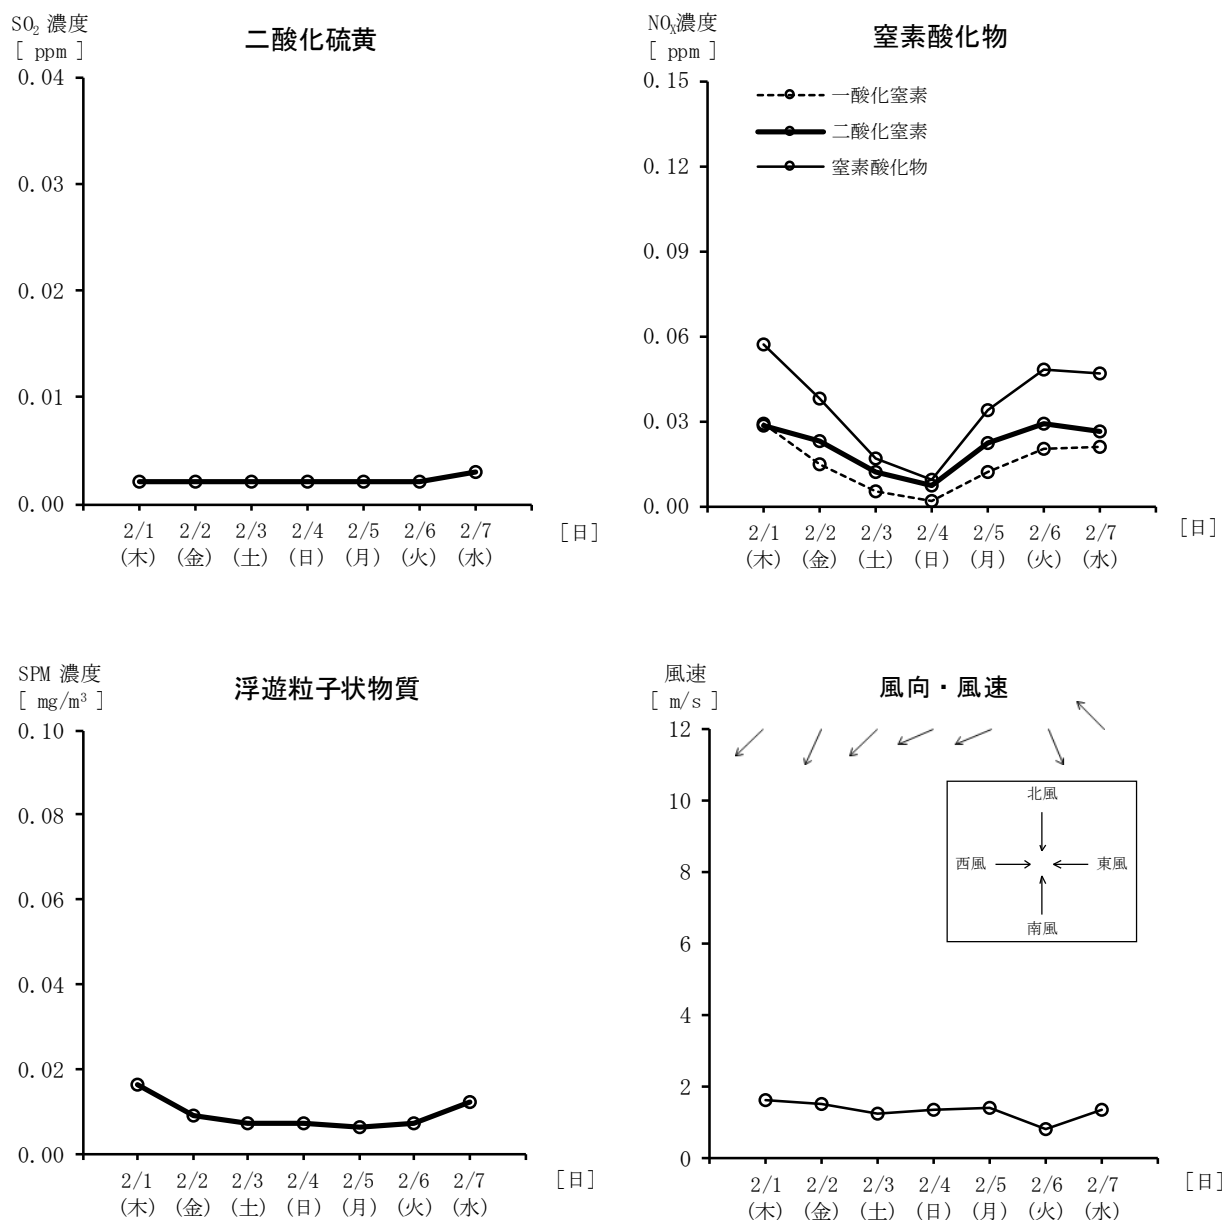 SO₂ 濃度
[ ppm ]
二酸化硫黄
0.04
0.03
0.02
0.01
0.00
2/1 2/2 2/3 2/4 2/5 2/6 2/7
(木) (金) (土) (日) (月) (火) (水)
[日]
NOX濃度
[ ppm ]
窒素酸化物
0.15
0.12
0.09
0.06
0.03
0.00
一酸化窒素
二酸化窒素
窒素酸化物
2/1 2/2 2/3 2/4 2/5 2/6 2/7
(木) (金) (土) (日) (月) (火) (水)
[日]
SPM 濃度
[ mg/m³ ]
浮遊粒子状物質
0.10
0.08
0.06
0.04
0.02
0.00
2/1 2/2 2/3 2/4 2/5 2/6 2/7
(木) (金) (土) (日) (月) (火) (水)
[日]
風速
[ m/s ]
風向・風速
12
10
8
6
4
2
0
北風
西風 東風
南風
2/1 2/2 2/3 2/4 2/5 2/6 2/7
(木) (金) (土) (日) (月) (火) (水)
[日]